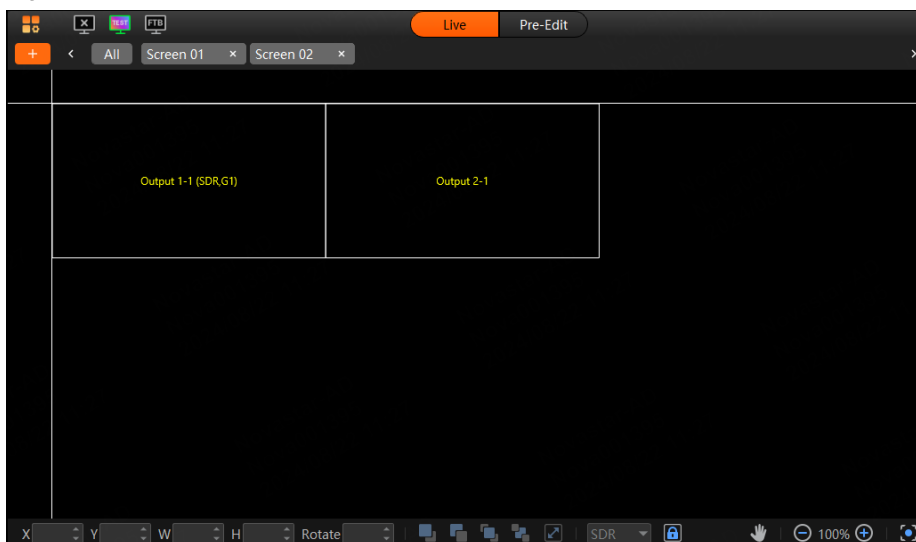 TEST FTB Live Pre-Edit
+ < All Screen 01 × Screen 02 × >
Output 1-1 (SDR,G1) Output 2-1
X Y W H Rotate SDR 100%